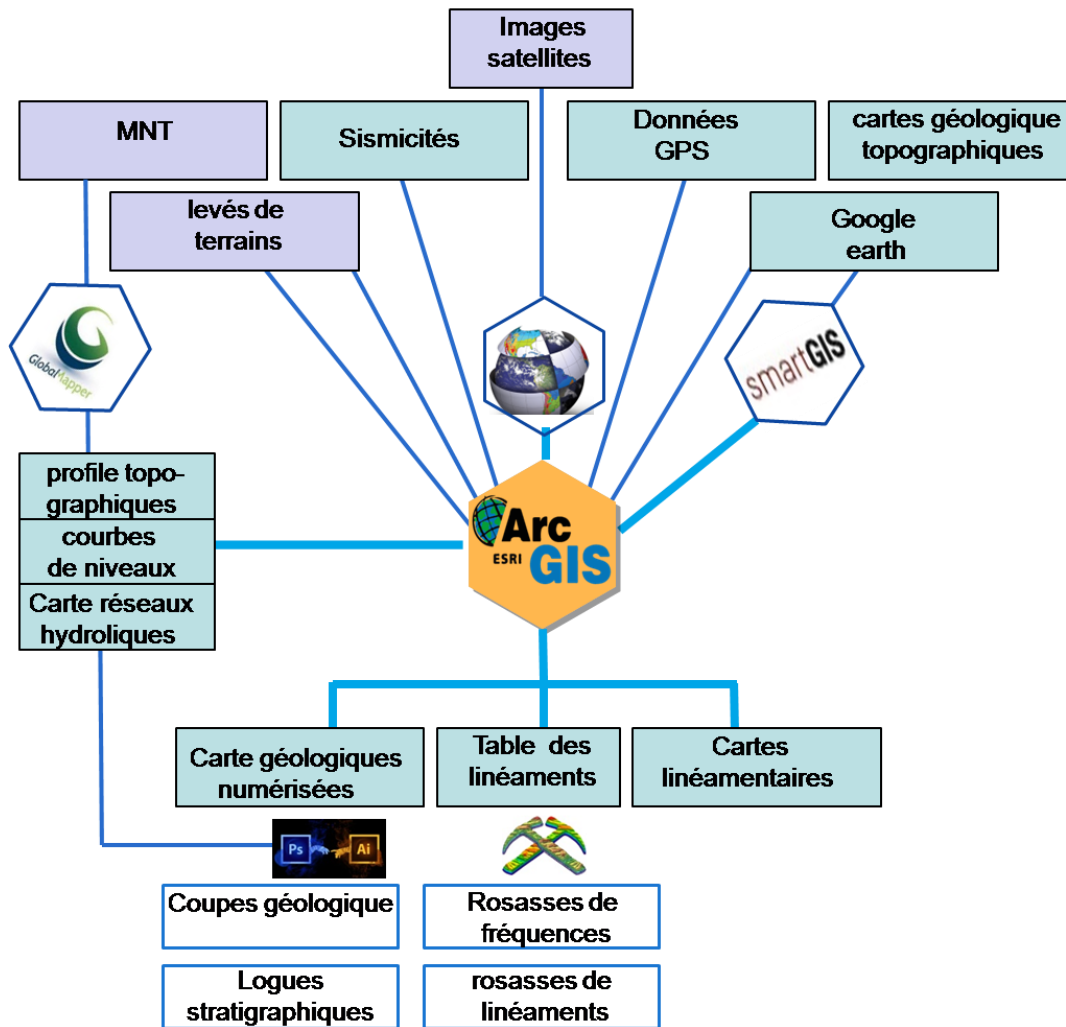 Images
satellites
MNT
Sismicités
Données
GPS
cartes géologique
topographiques
levés de
terrains
Google
earth
GlobalMapper
smartGIS
profile topo-
graphiques
courbes
de niveaux
Carte réseaux
hydroliques
Arc
ESRI GIS
Carte géologiques
numérisées
Table des
linéaments
Cartes
linéamentaires
Ps Ai
Coupes géologique
Rosasses de
fréquences
Logues
stratigraphiques
rosasses de
linéaments